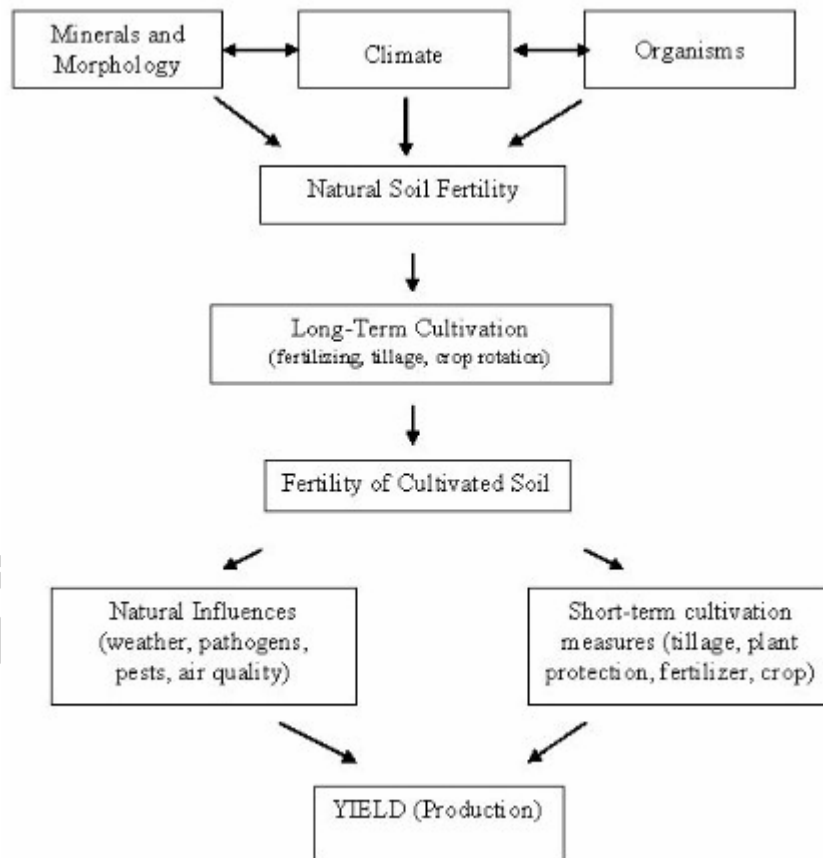 Minerals and
Morphology
Climate
Organisms
Natural Soil Fertility
Long-Term Cultivation
(fertilizing, tillage, crop rotation)
Fertility of Cultivated Soil
Natural Influences
(weather, pathogens,
pests, air quality)
Short-term cultivation
measures (tillage, plant
protection, fertilizer, crop)
YIELD (Production)